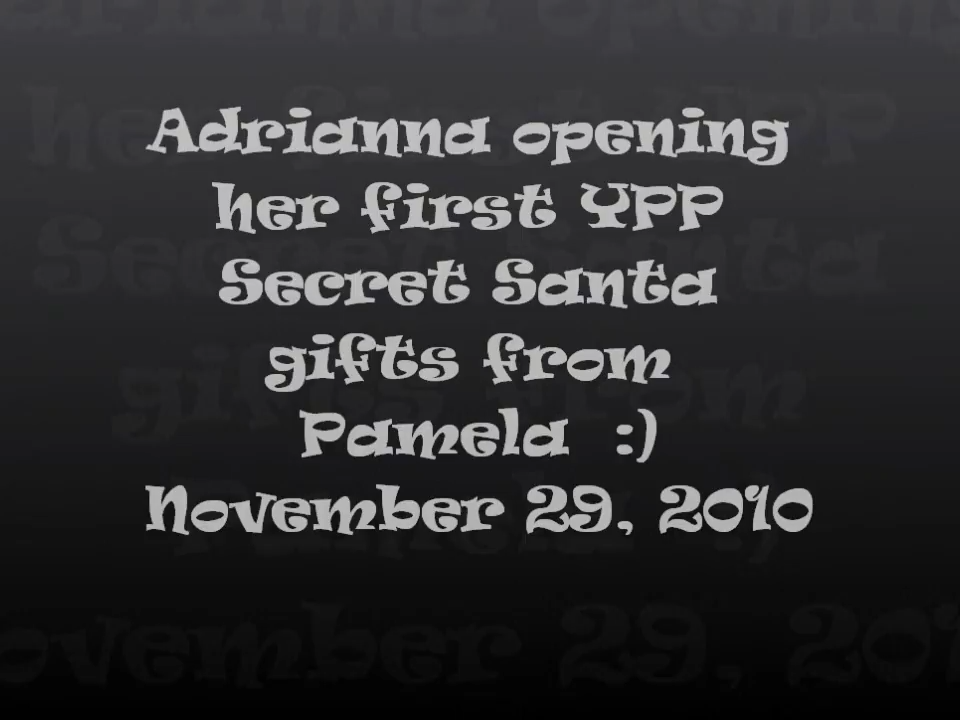 Adrianna opening
her first YPP
Secret Santa
gifts from
Pamela :)
November 29, 2010